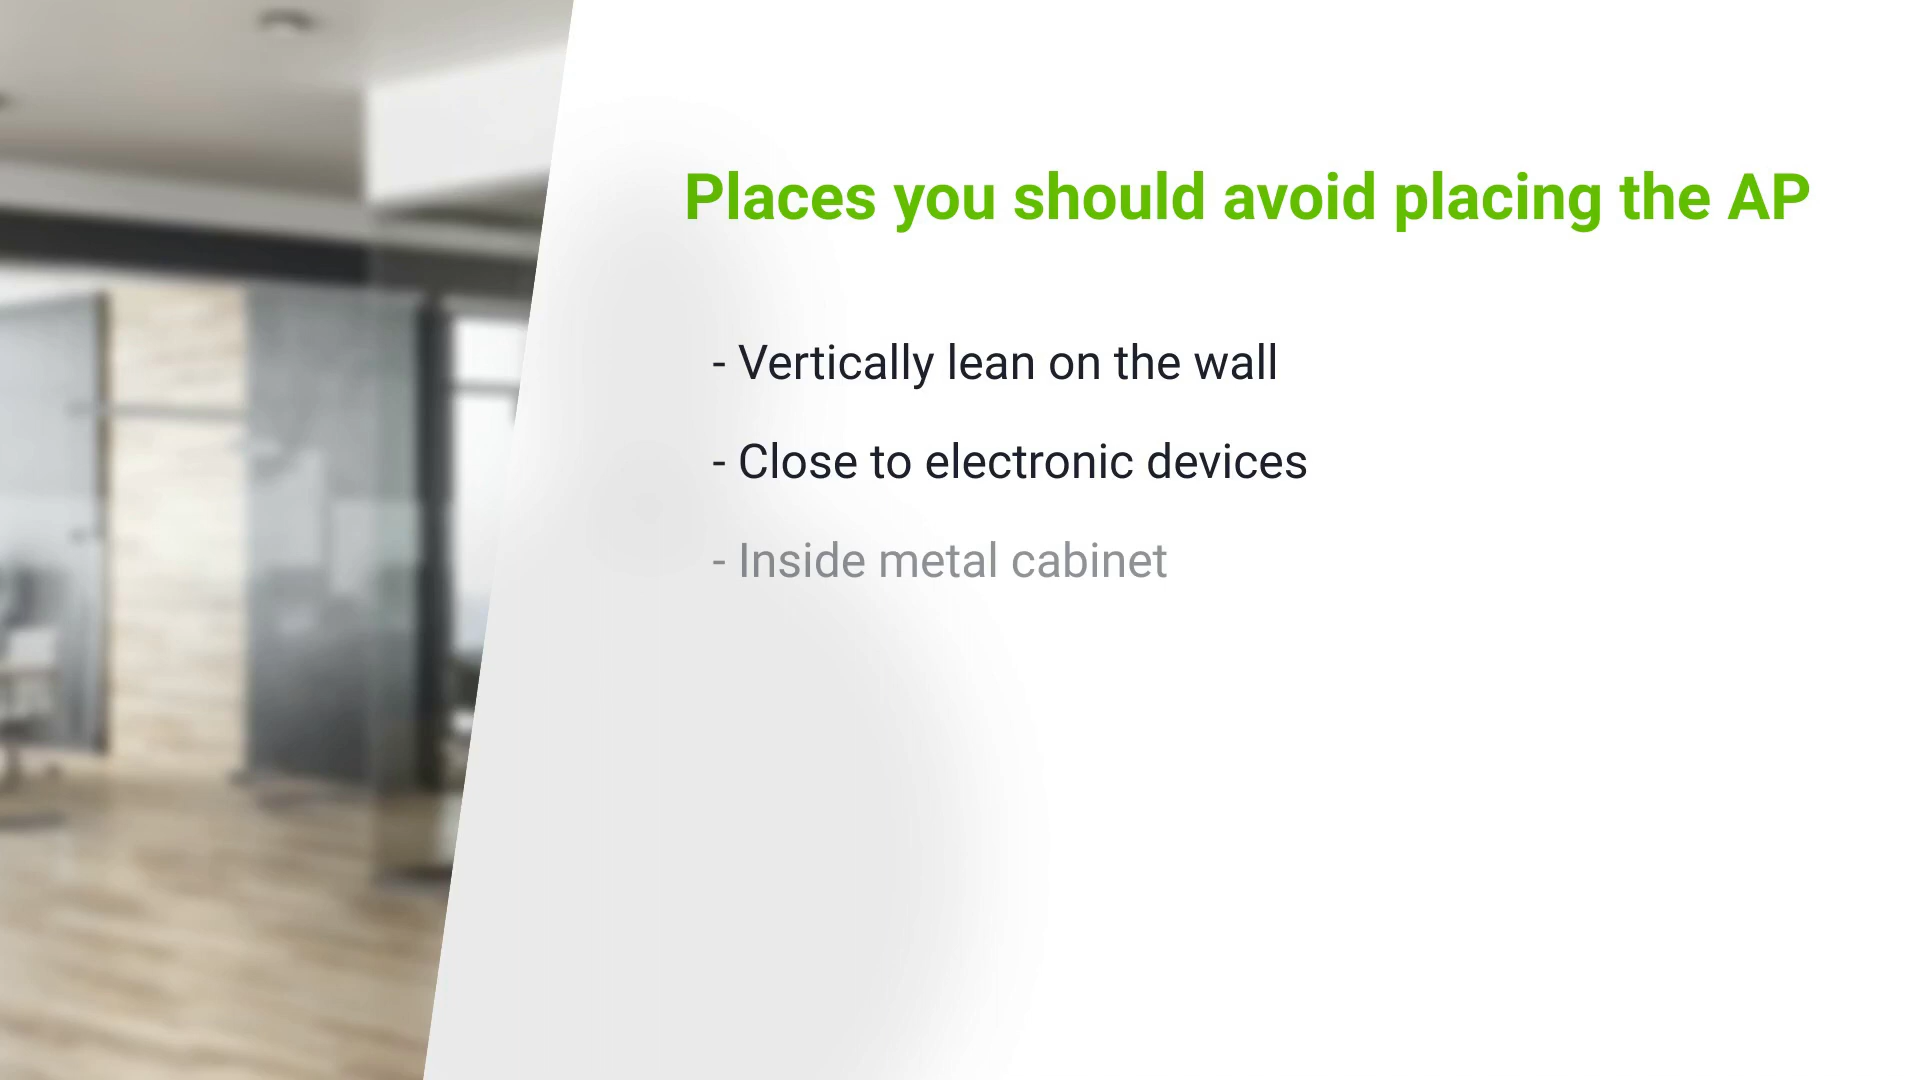 Places you should avoid placing the AP
- Vertically lean on the wall
- Close to electronic devices
- Inside metal cabinet